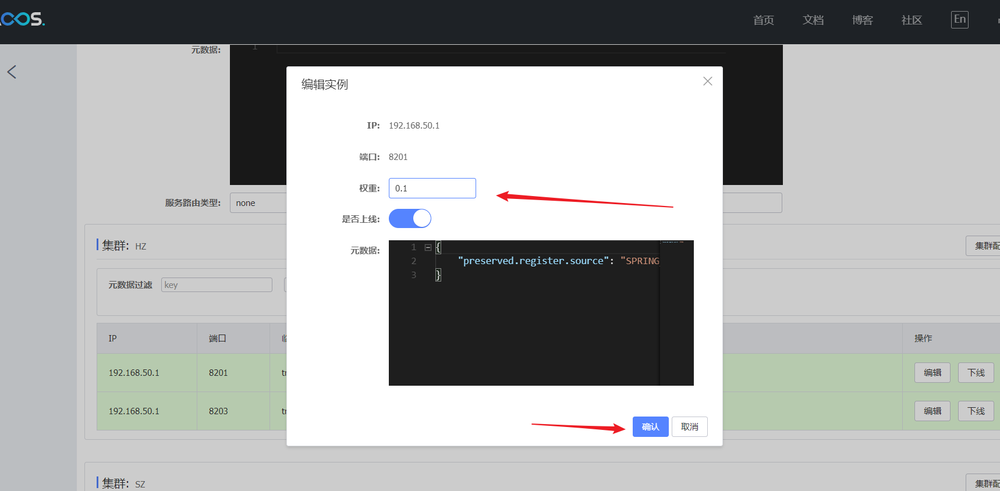 COS.
首页 文档 博客 社区 En
元数据: 1
编辑实例
IP: 192.168.50.1
端口: 8201
权重: 0.1
服务路由类型: none
是否上线:
元数据:
1 {
2 "preserved.register.source": "SPRING
3 }
集群: HZ
集群配
元数据过滤 key
IP 端口 操作
192.168.50.1 8201 编辑 下线
192.168.50.1 8203 编辑 下线
确认 取消
集群: SZ
集群配